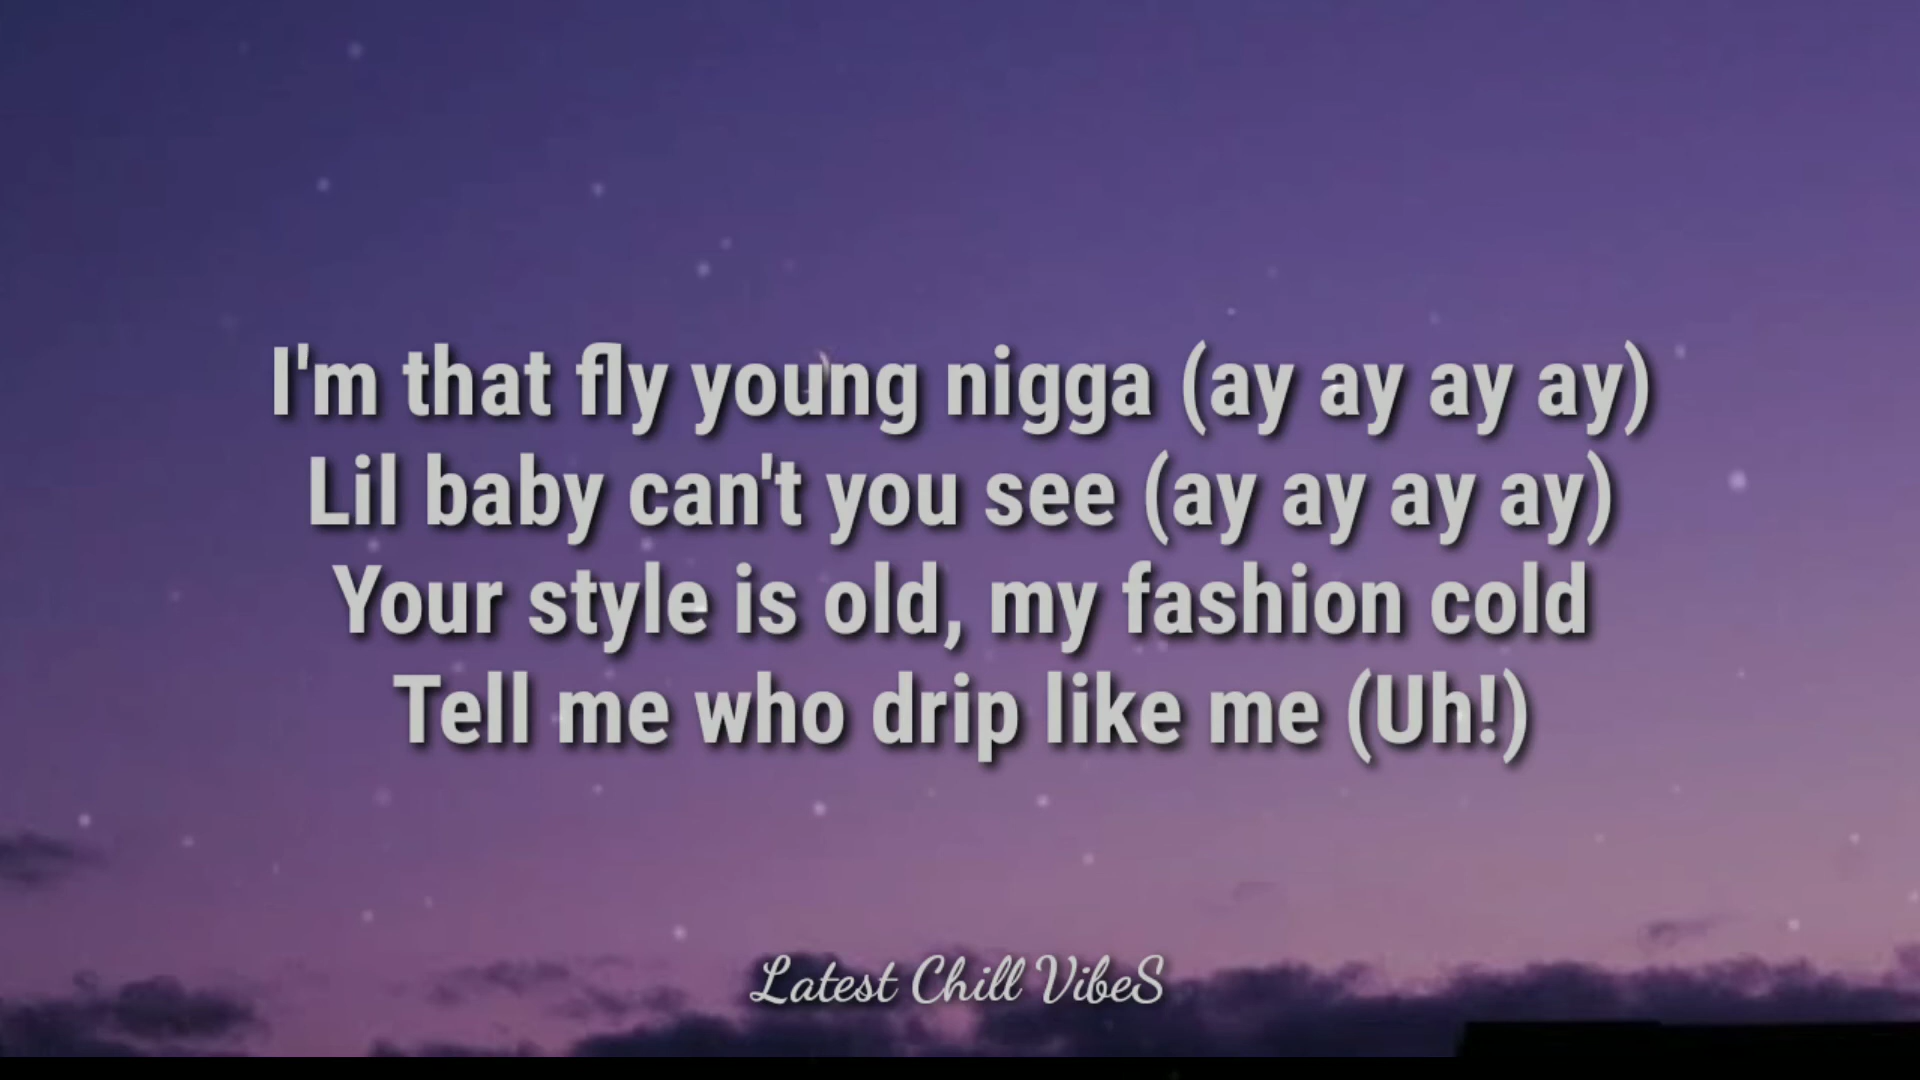 I'm that fly young nigga (ay ay ay ay)
Lil baby can't you see (ay ay ay ay)
Your style is old, my fashion cold
Tell me who drip like me (Uh!)
Latest Chill VibeS